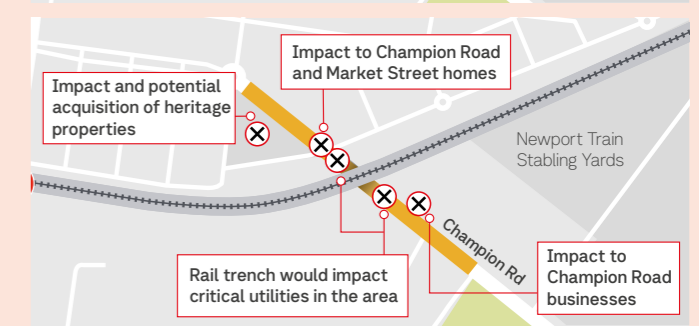 Impact to Champion Road
and Market Street homes
Impact and potential
acquisition of heritage
properties
Newport Train
Stabling Yards
Champion Rd
Rail trench would impact
critical utilities in the area
Impact to
Champion Road
businesses